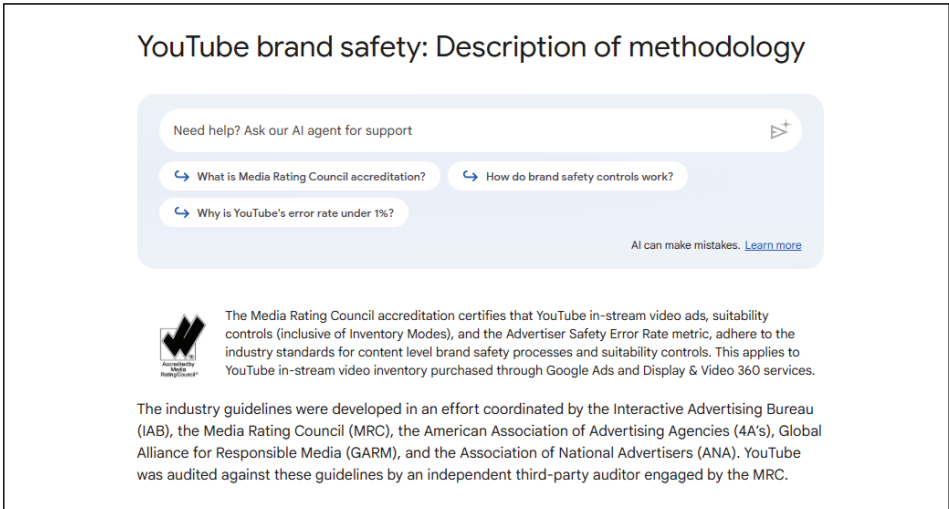 YouTube brand safety: Description of methodology
Need help? Ask our AI agent for support
What is Media Rating Council accreditation?
How do brand safety controls work?
Why is YouTube's error rate under 1%?
AI can make mistakes. Learn more
The Media Rating Council accreditation certifies that YouTube in-stream video ads, suitability
controls (inclusive of Inventory Modes), and the Advertiser Safety Error Rate metric, adhere to the
industry standards for content level brand safety processes and suitability controls. This applies to
YouTube in-stream video inventory purchased through Google Ads and Display & Video 360 services.
Accredited by
Media
Rating Council®
The industry guidelines were developed in an effort coordinated by the Interactive Advertising Bureau
(IAB), the Media Rating Council (MRC), the American Association of Advertising Agencies (4A's), Global
Alliance for Responsible Media (GARM), and the Association of National Advertisers (ANA). YouTube
was audited against these guidelines by an independent third-party auditor engaged by the MRC.